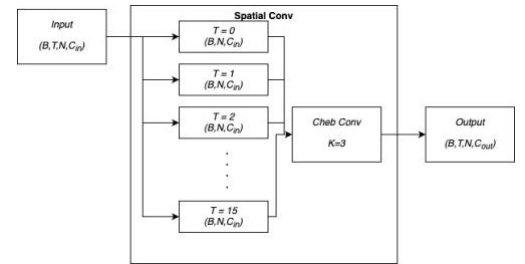 Spatial Conv
Input
(B,T,N,C_in)
T = 0
(B,N,C_in)
T = 1
(B,N,C_in)
T = 2
(B,N,C_in)
.
.
.
.
T = 15
(B,N,C_in)
Cheb Conv
K=3
Output
(B,T,N,C_out)